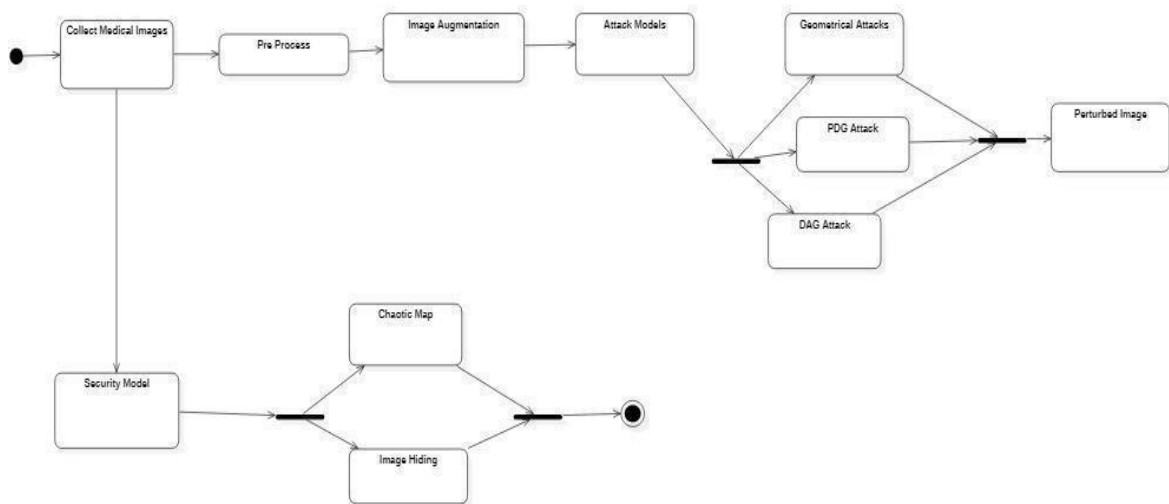 Collect Medical Images
Pre Process
Image Augmentation
Attack Models
Geometrical Attacks
PDG Attack
DAG Attack
Perturbed Image
Security Model
Chaotic Map
Image Hiding